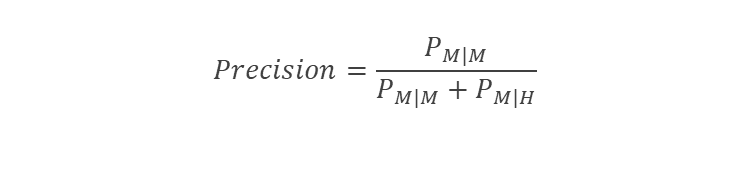 Precision = P_{M|M} / (P_{M|M} + P_{M|H})